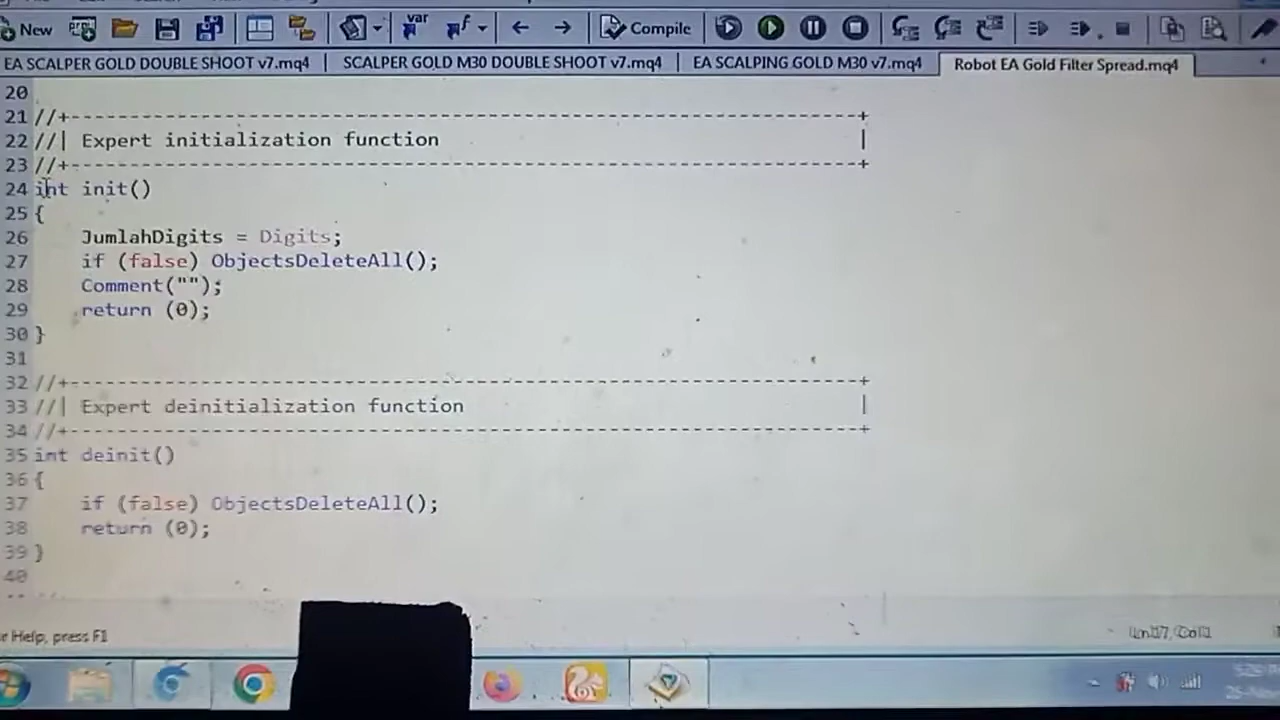 New var f Compile
EA SCALPER GOLD DOUBLE SHOOT v7.mq4 | SCALPER GOLD M30 DOUBLE SHOOT v7.mq4 | EA SCALPING GOLD M30 v7.mq4 Robot EA Gold Filter Spread.mq4
20
21 //+------------------------------------------------------------------+
22 //| Expert initialization function |
23 //+------------------------------------------------------------------+
24 int init()
25 {
26 JumlahDigits = Digits;
27 if (false) ObjectsDeleteAll();
28 Comment("");
29 return (0);
30 }
31
32 //+------------------------------------------------------------------+
33 //| Expert deinitialization function |
34 //+------------------------------------------------------------------+
35 int deinit()
36 {
37 if (false) ObjectsDeleteAll();
38 return (0);
39 }
40
r Help, press F1